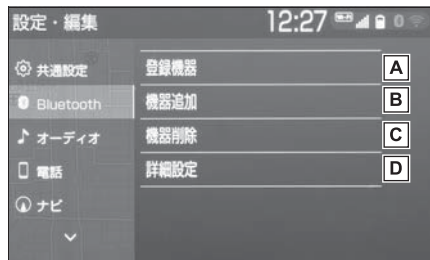 設定・編集 12:27 0
共通設定 登録機器 A
Bluetooth 機器追加 B
オーディオ 機器削除 C
電話 詳細設定 D
ナビ